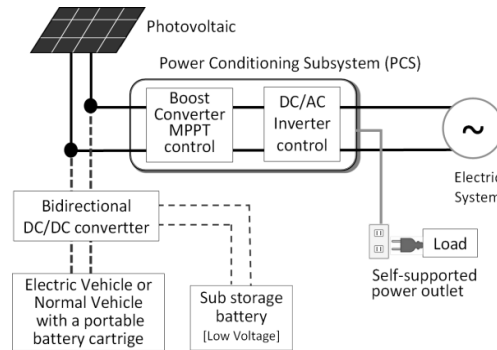 Photovoltaic
Power Conditioning Subsystem (PCS)
Boost
Converter
MPPT
control
DC/AC
Inverter
control
~
Electric
System
Bidirectional
DC/DC convertter
Load
Self-supported
power outlet
Electric Vehicle or
Normal Vehicle
with a portable
battery cartrige
Sub storage
battery
[Low Voltage]